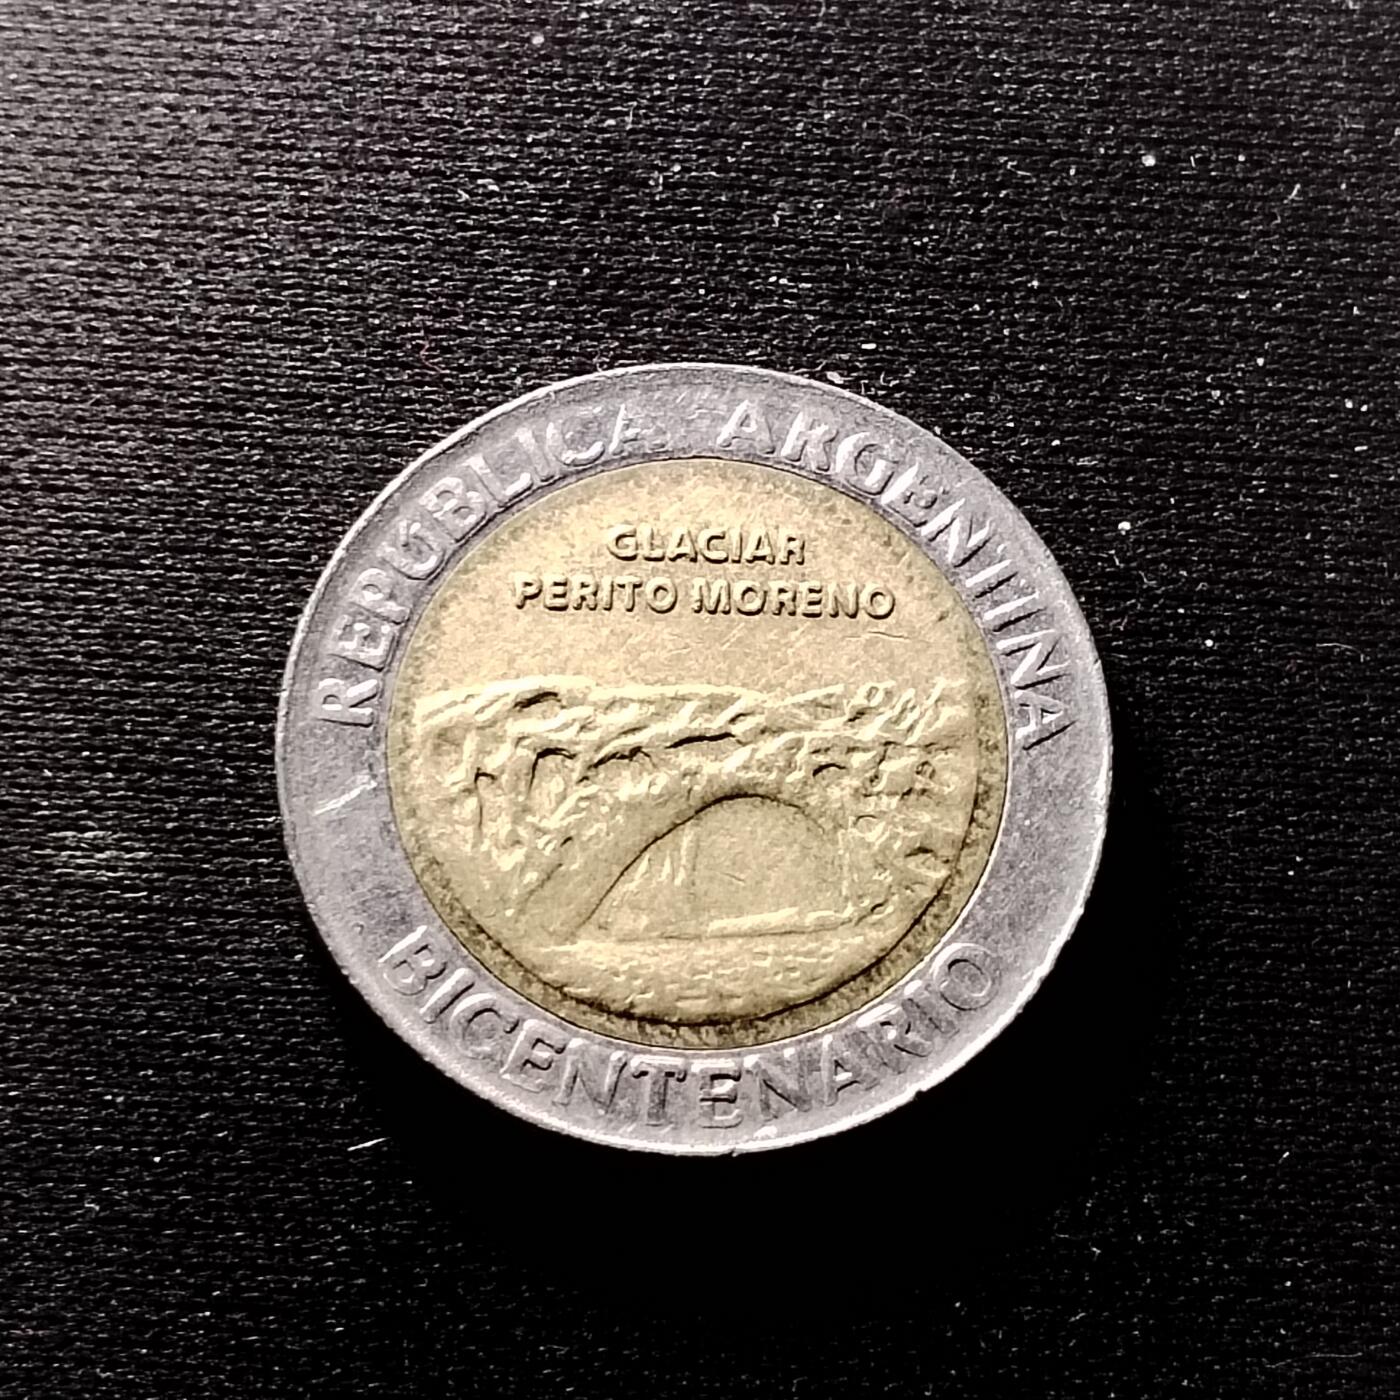 REPÚBLICA ARGENTINA
GLACIAR
PERITO MORENO
BICENTENARIO